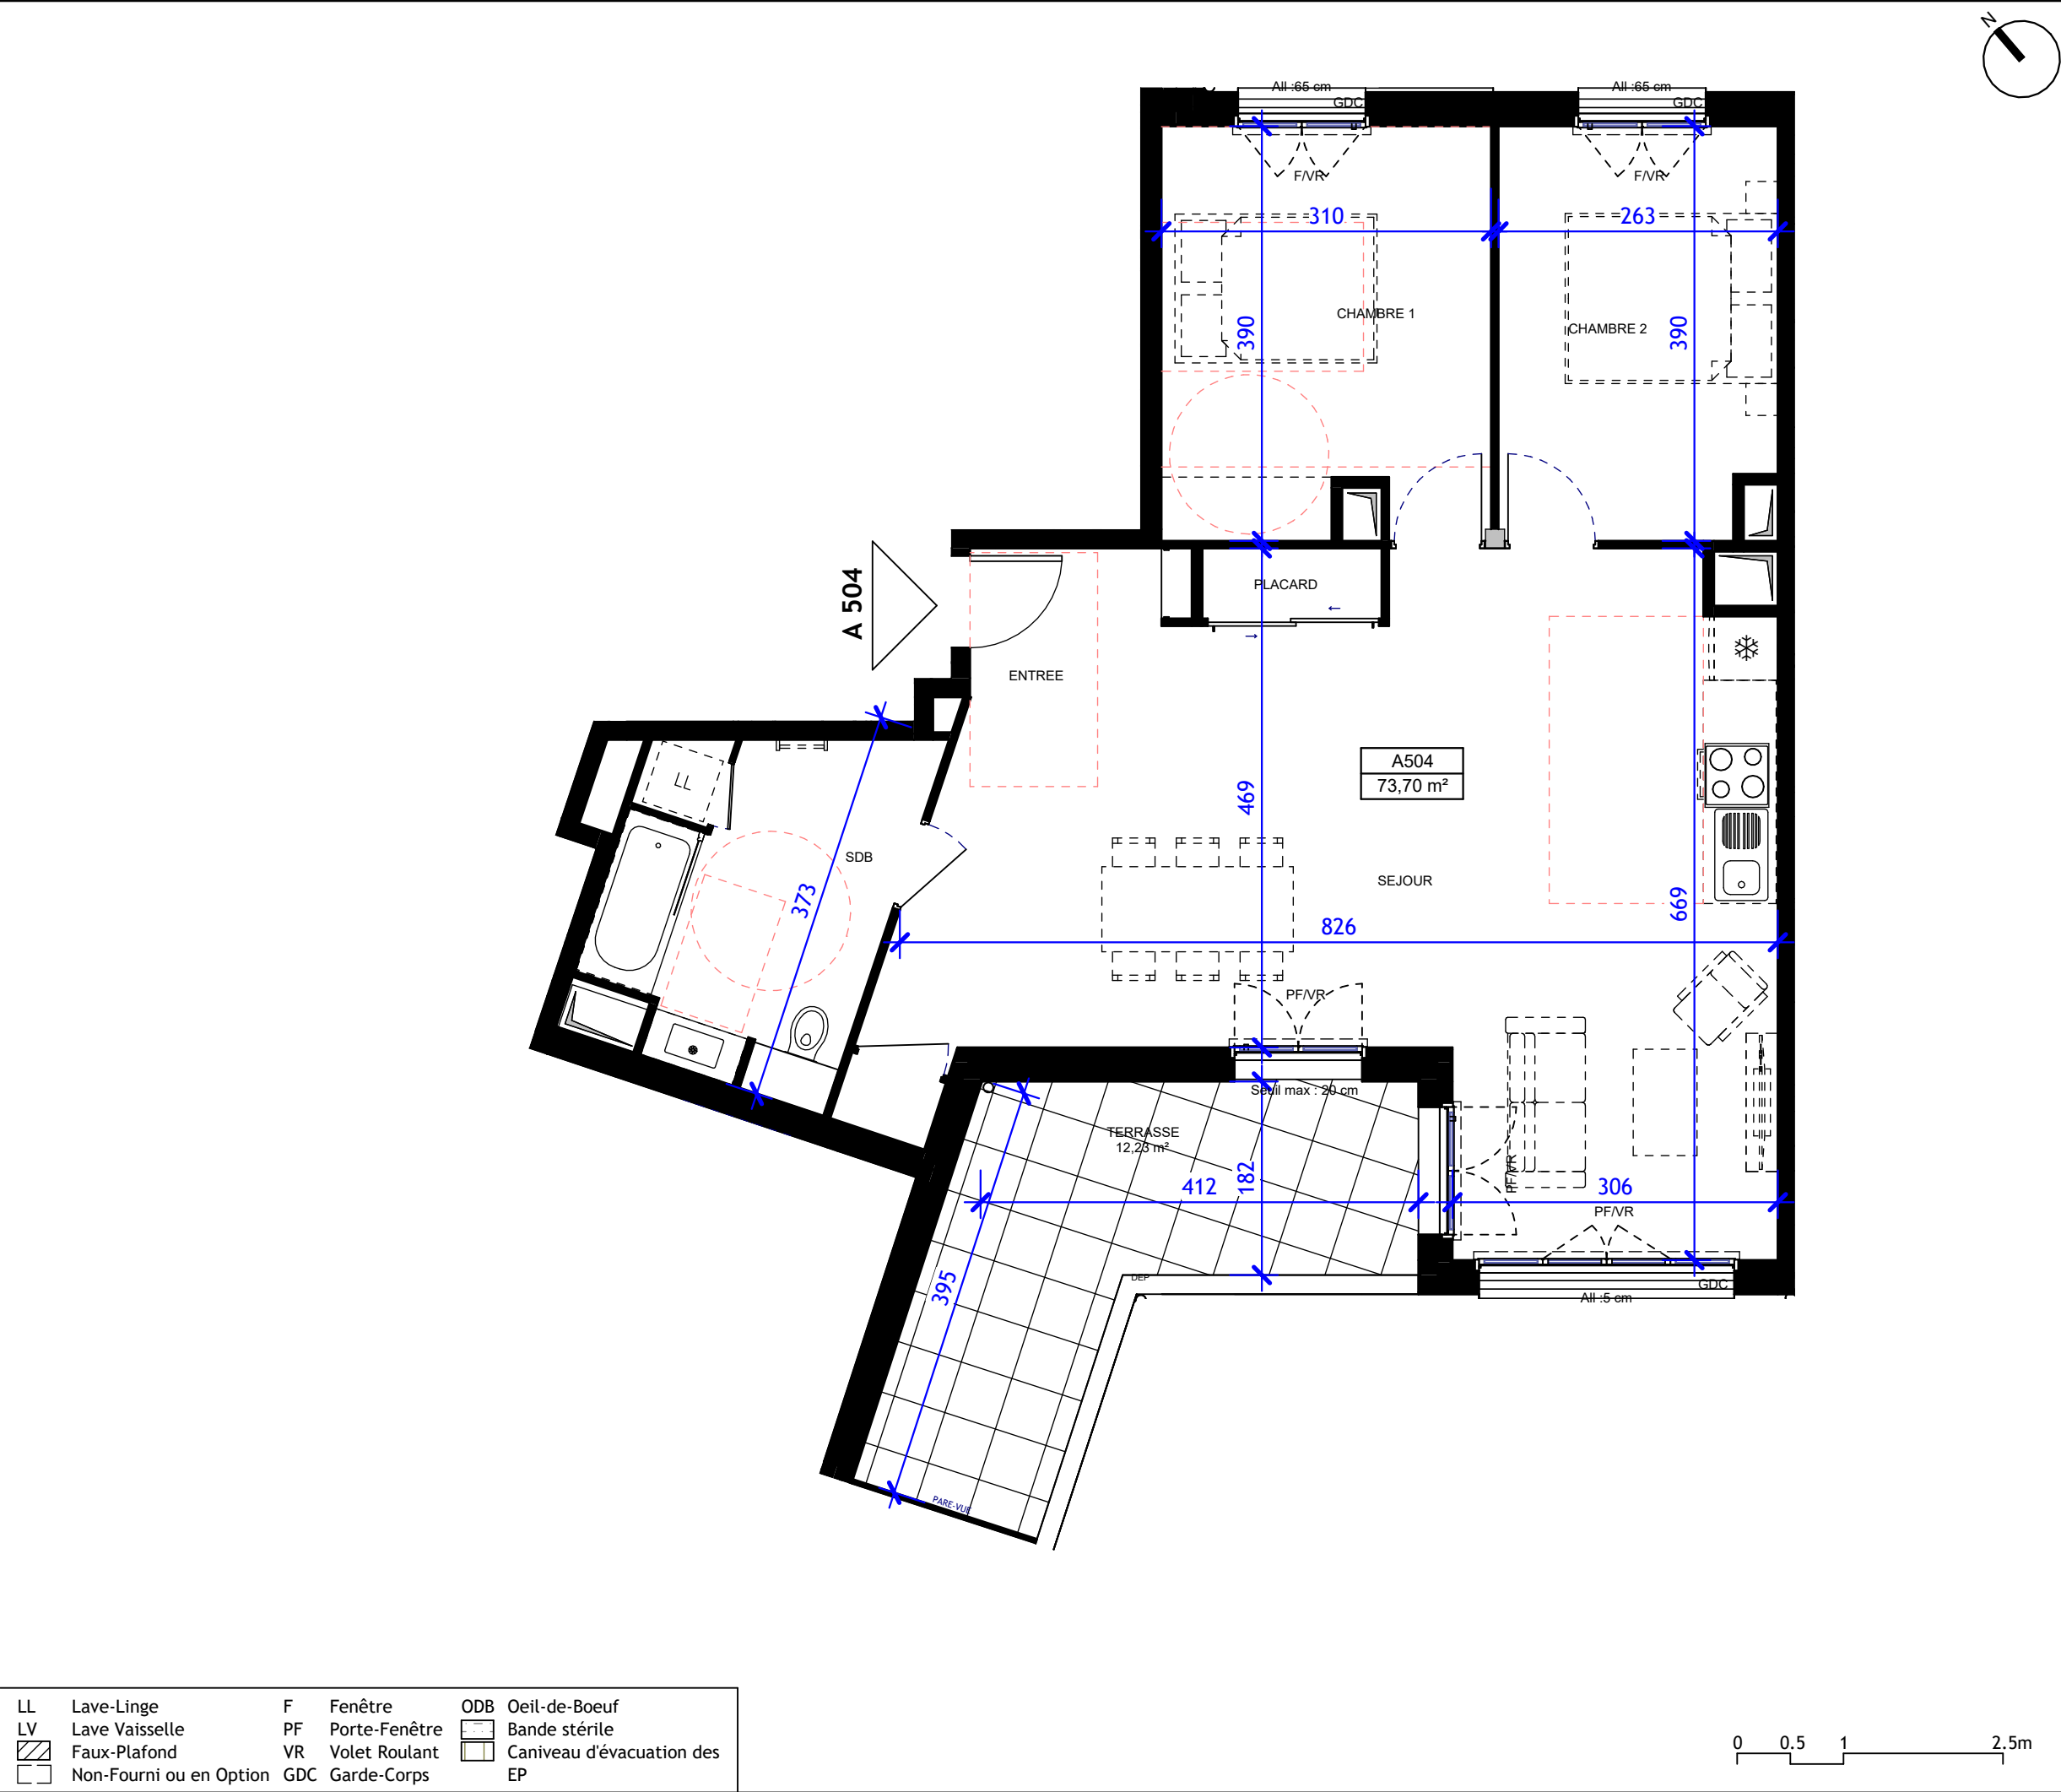 N
All :65 cm
All :65 cm
GDC
GDC
F/VR
F/VR
310
263
CHAMBRE 1
CHAMBRE 2
390
390
A 504
PLACARD
→
←
ENTREE
A504
73,70 m²
LL
469
SDB
SEJOUR
373
669
826
PF/VR
Seuil max : 20 cm
TERRASSE
12,23 m²
182
412
PF/VR
306
PF/VR
DEP
395
GDC
All :5 cm
PARE-VUE
LL Lave-Linge F Fenêtre ODB Oeil-de-Boeuf
LV Lave Vaisselle PF Porte-Fenêtre Bande stérile
Faux-Plafond VR Volet Roulant Caniveau d'évacuation des
Non-Fourni ou en Option GDC Garde-Corps EP
0 0.5 1 2.5m